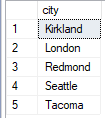 city
1 Kirkland
2 London
3 Redmond
4 Seattle
5 Tacoma